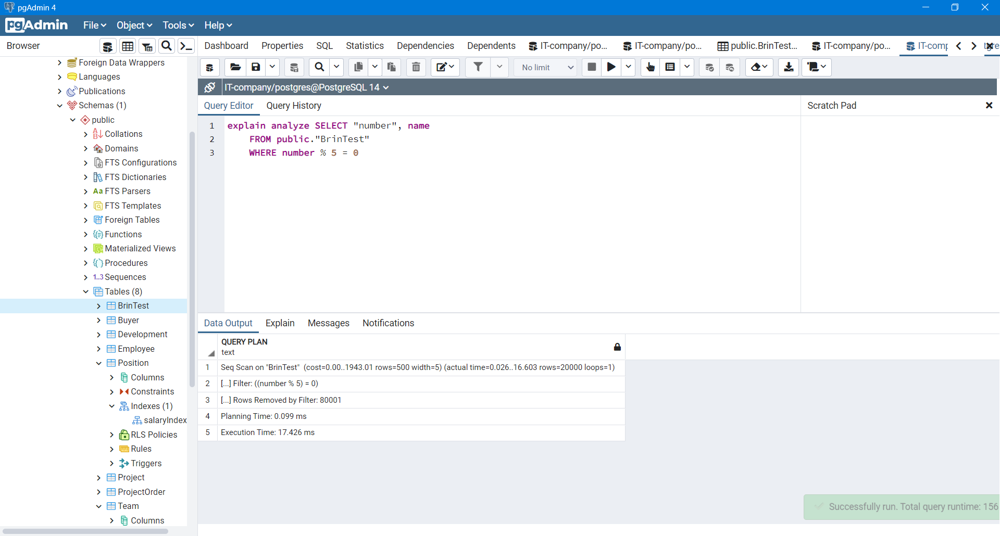 pgAdmin 4
pgAdmin File Object Tools Help
Browser
Dashboard Properties SQL Statistics Dependencies Dependents IT-company/po... IT-company/po... public.BrinTest... IT-company/po... IT-comp
No limit
IT-company/postgres@PostgreSQL 14
Query Editor Query History
Scratch Pad
1 explain analyze SELECT "number", name
2 FROM public."BrinTest"
3 WHERE number % 5 = 0
Foreign Data Wrappers
Languages
Publications
Schemas (1)
public
Collations
Domains
FTS Configurations
FTS Dictionaries
Aa FTS Parsers
FTS Templates
Foreign Tables
Functions
Materialized Views
Procedures
1..3 Sequences
Tables (8)
BrinTest
Buyer
Development
Employee
Position
Columns
Constraints
Indexes (1)
salaryIndex
RLS Policies
Rules
Triggers
Project
ProjectOrder
Team
Columns
Data Output Explain Messages Notifications
QUERY PLAN
text
1 Seq Scan on "BrinTest" (cost=0.00..1943.01 rows=500 width=5) (actual time=0.026..16.603 rows=20000 loops=1)
2 [...] Filter: ((number % 5) = 0)
3 [...] Rows Removed by Filter: 80001
4 Planning Time: 0.099 ms
5 Execution Time: 17.426 ms
Successfully run. Total query runtime: 156